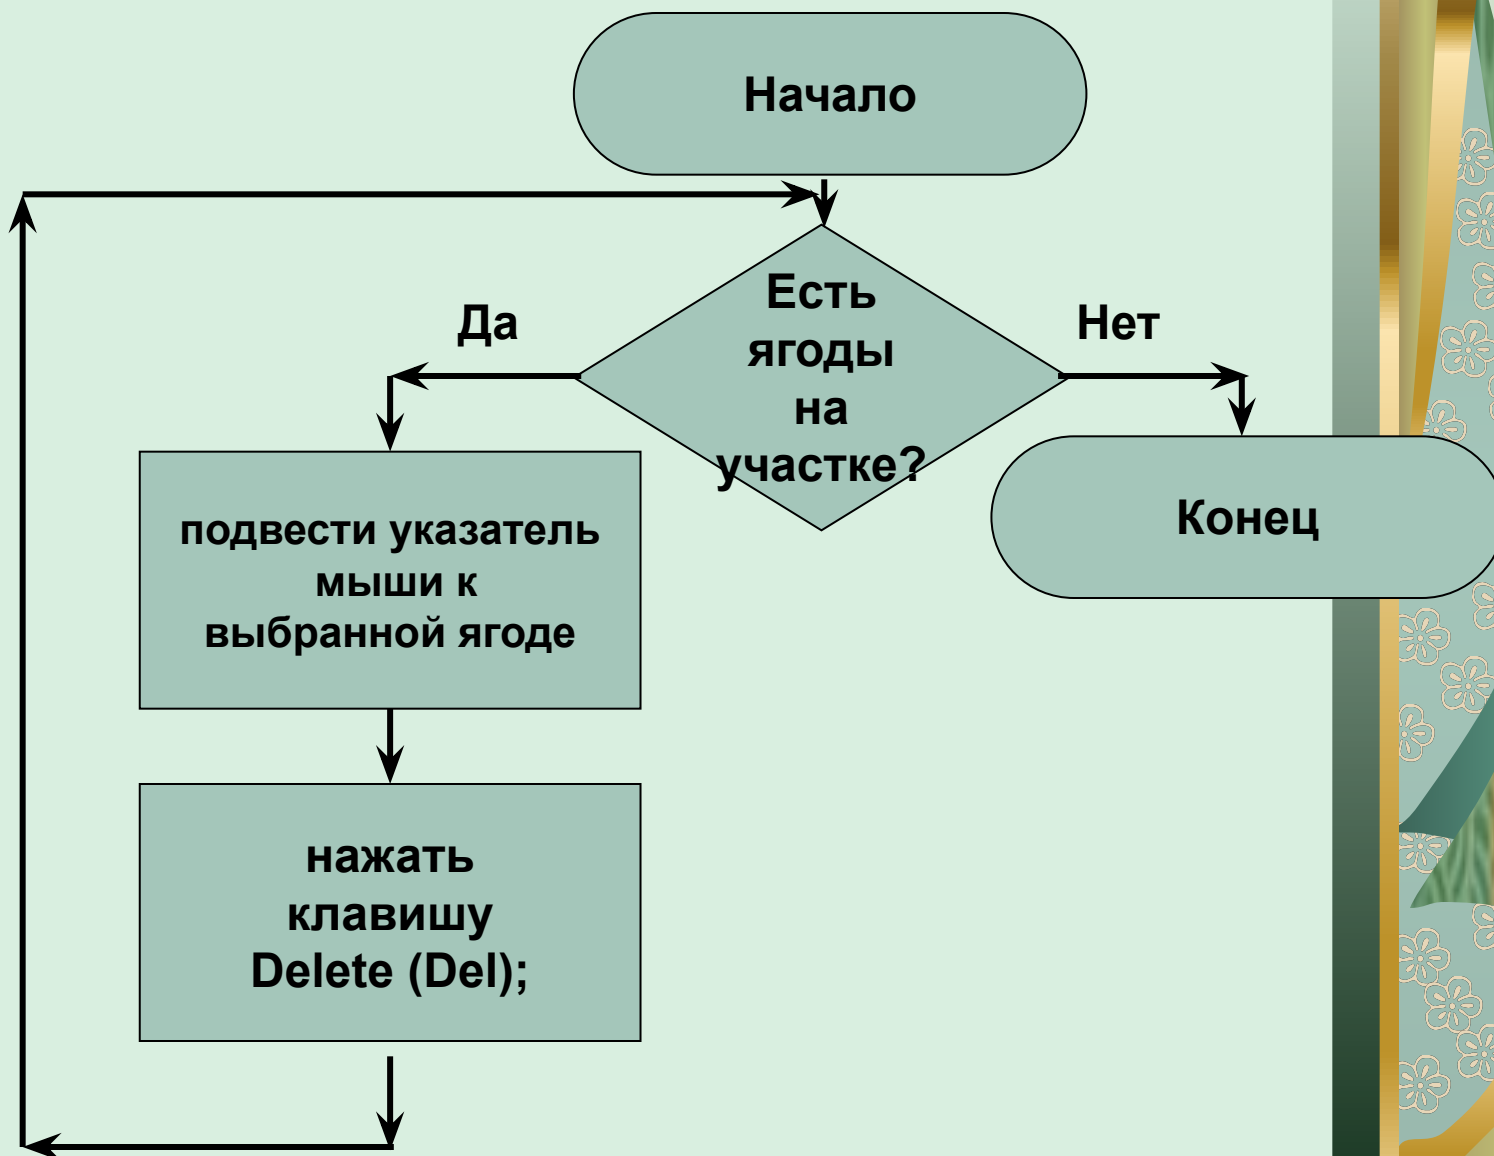 Начало
Да
Есть
ягоды
на
участке?
Нет
подвести указатель
мыши к
выбранной ягоде
Конец
нажать
клавишу
Delete (Del);